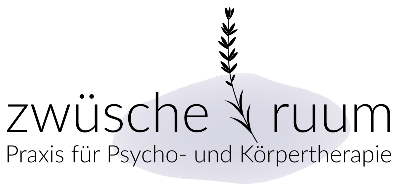 zwüsche ruum
Praxis für Psycho- und Körpertherapie